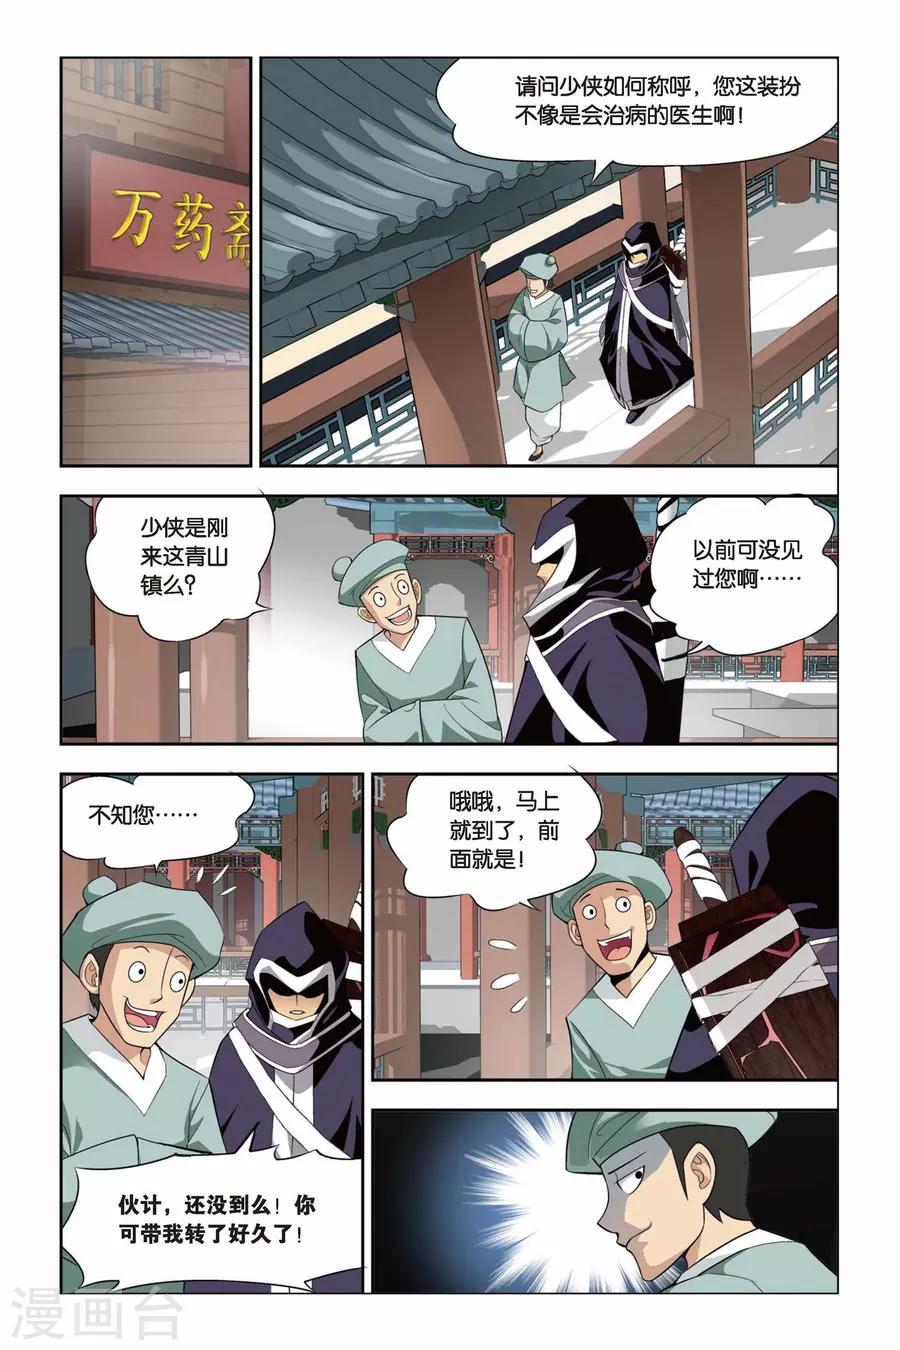 万药斋
请问少侠如何称呼，您这装扮
不像是会治病的医生啊！
少侠是刚
来这青山
镇么？
以前可没见
过您啊……
不知您……
伙计，还没到么！你
可带我转了好久了！
哦哦，马上
就到了，前
面就是！
漫画台